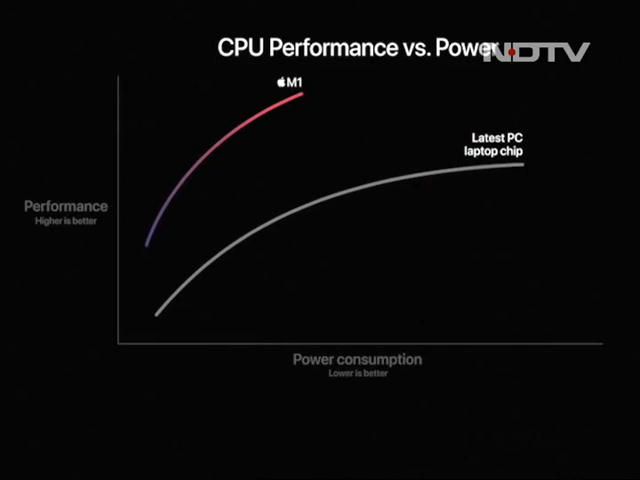 CPU Performance vs. Power
NDTV
M1
Latest PC
laptop chip
Performance
Higher is better
Power consumption
Lower is better